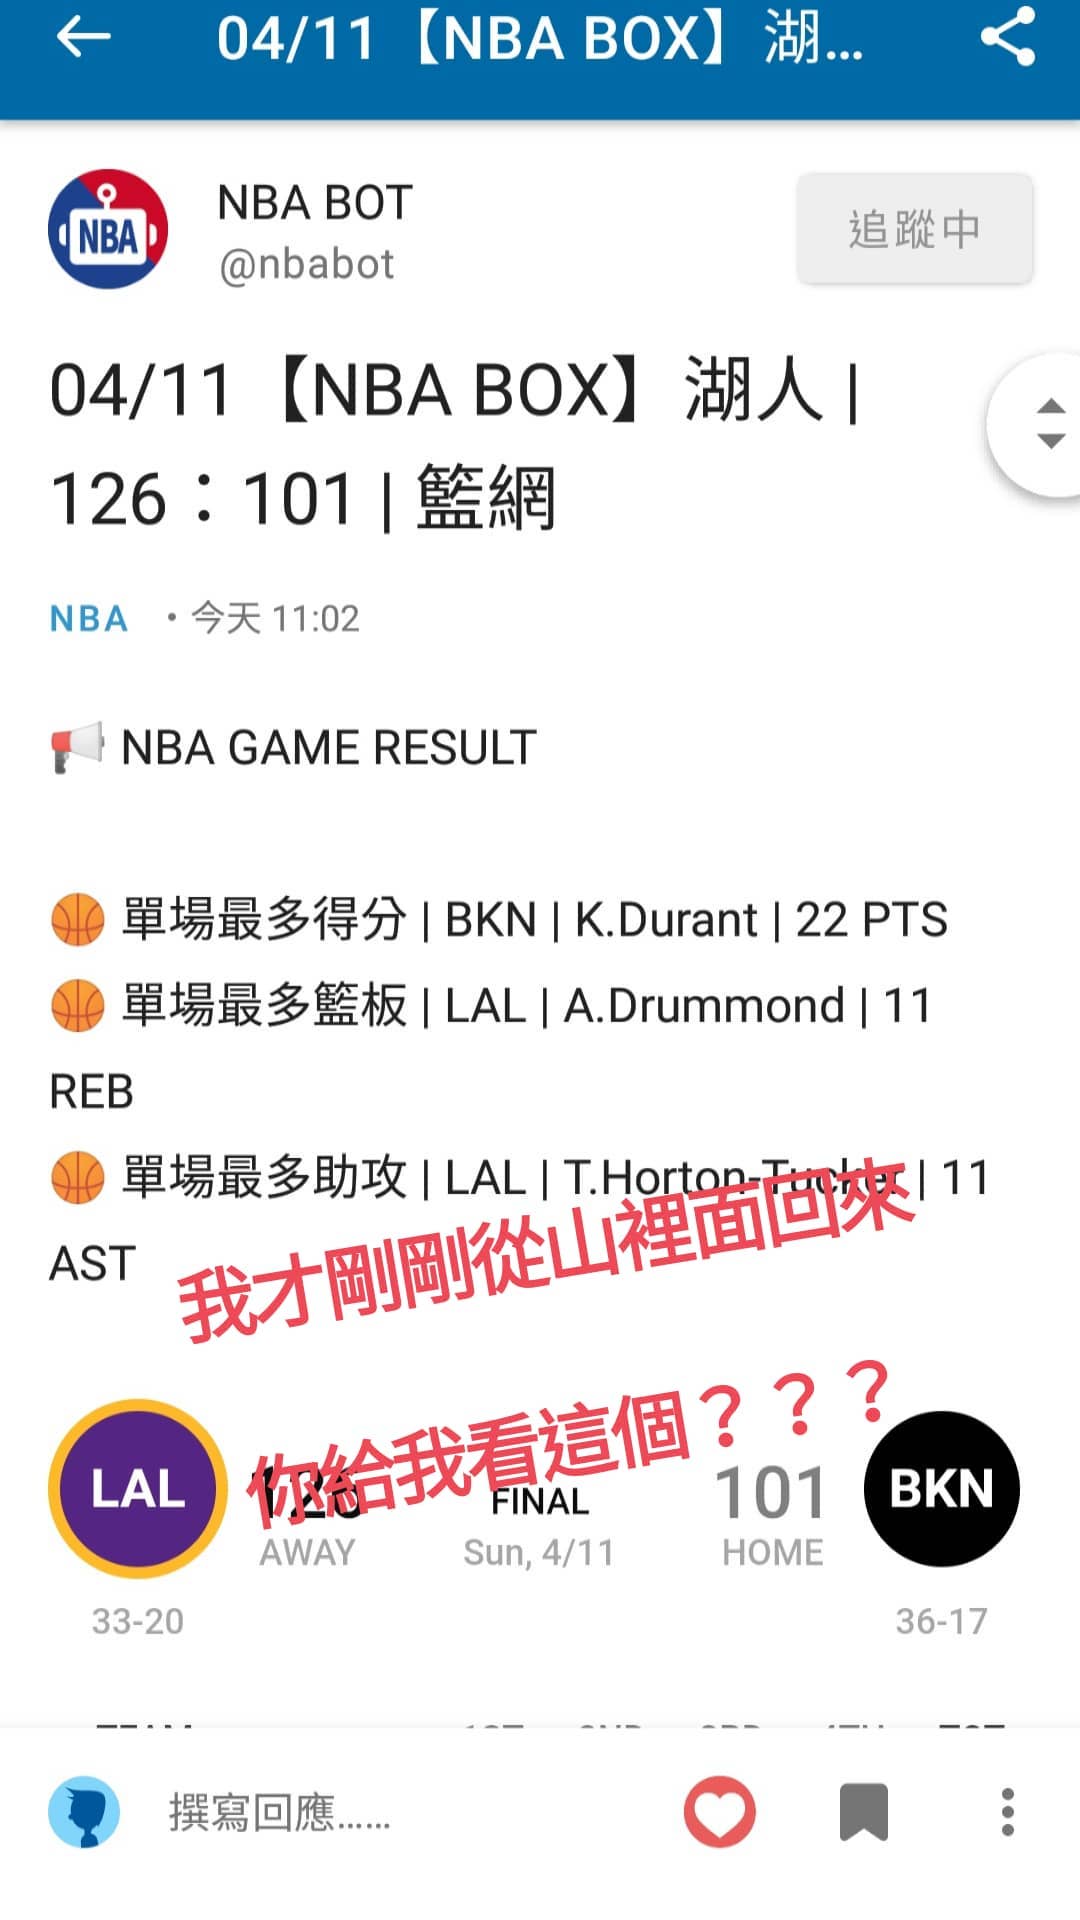 04/11【NBA BOX】湖...
NBA
NBA BOT
@nbabot
追蹤中
04/11【NBA BOX】湖人 |
126：101 | 籃網
NBA ・今天 11:02
📢 NBA GAME RESULT
🏀 單場最多得分 | BKN | K.Durant | 22 PTS
🏀 單場最多籃板 | LAL | A.Drummond | 11
REB
🏀 單場最多助攻 | LAL | T.Horton-Tucker | 11
AST
我才剛剛從山裡面回來
你給我看這個？？？
LAL 126 FINAL 101 BKN
AWAY Sun, 4/11 HOME
33-20 36-17
撰寫回應......